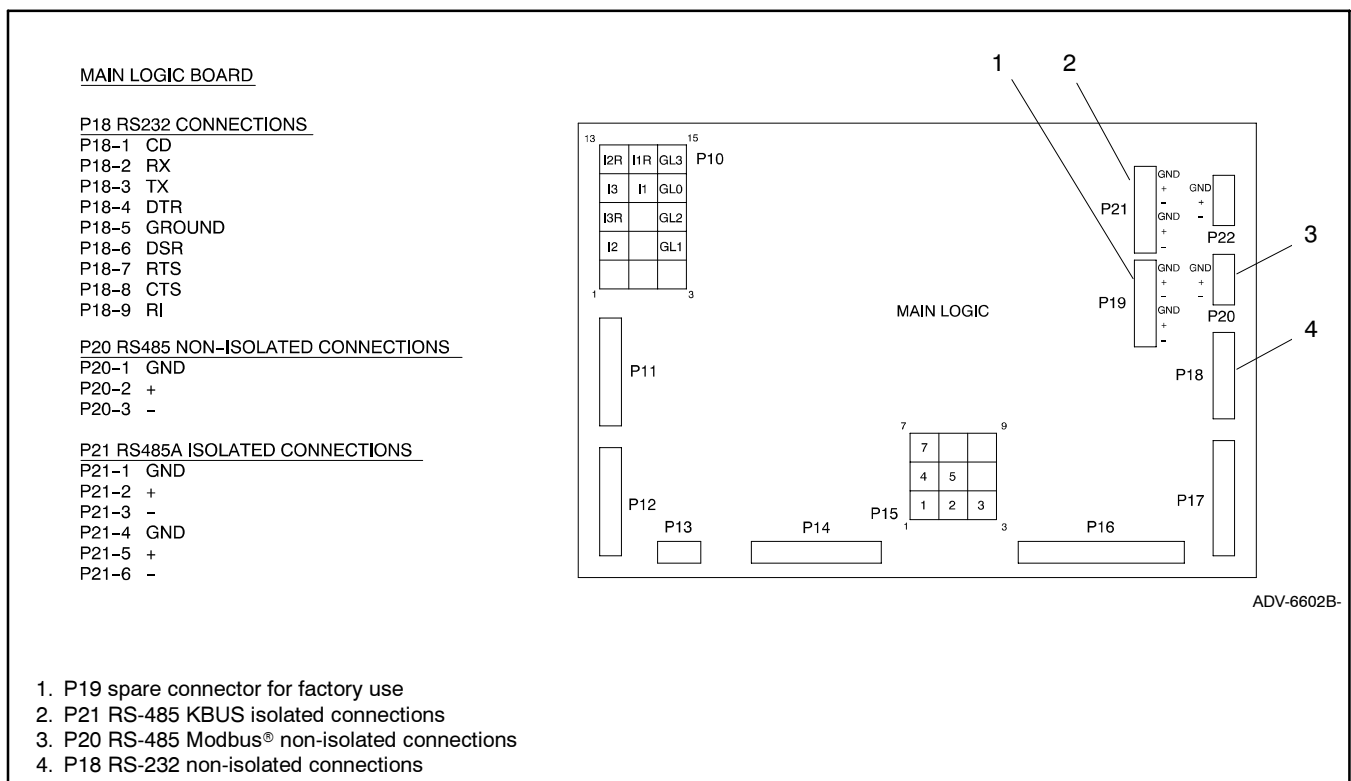 MAIN LOGIC BOARD
P18 RS232 CONNECTIONS
P18-1 CD
P18-2 RX
P18-3 TX
P18-4 DTR
P18-5 GROUND
P18-6 DSR
P18-7 RTS
P18-8 CTS
P18-9 RI
P20 RS485 NON-ISOLATED CONNECTIONS
P20-1 GND
P20-2 +
P20-3 -
P21 RS485A ISOLATED CONNECTIONS
P21-1 GND
P21-2 +
P21-3 -
P21-4 GND
P21-5 +
P21-6 -
1 2
13 15
I2R I1R GL3 P10
I3 I1 GL0
I3R GL2
I2 GL1
1 3
P21
GND
+
-
GND
+
-
GND
+
-
P22
3
P19
GND
+
-
GND
+
-
GND
+
-
P20
4
MAIN LOGIC
P11
P18
7 9
7
4 5
1 2 3
P15
1 3
P12
P13
P14
P16
P17
ADV-6602B-
1. P19 spare connector for factory use
2. P21 RS-485 KBUS isolated connections
3. P20 RS-485 Modbus® non-isolated connections
4. P18 RS-232 non-isolated connections